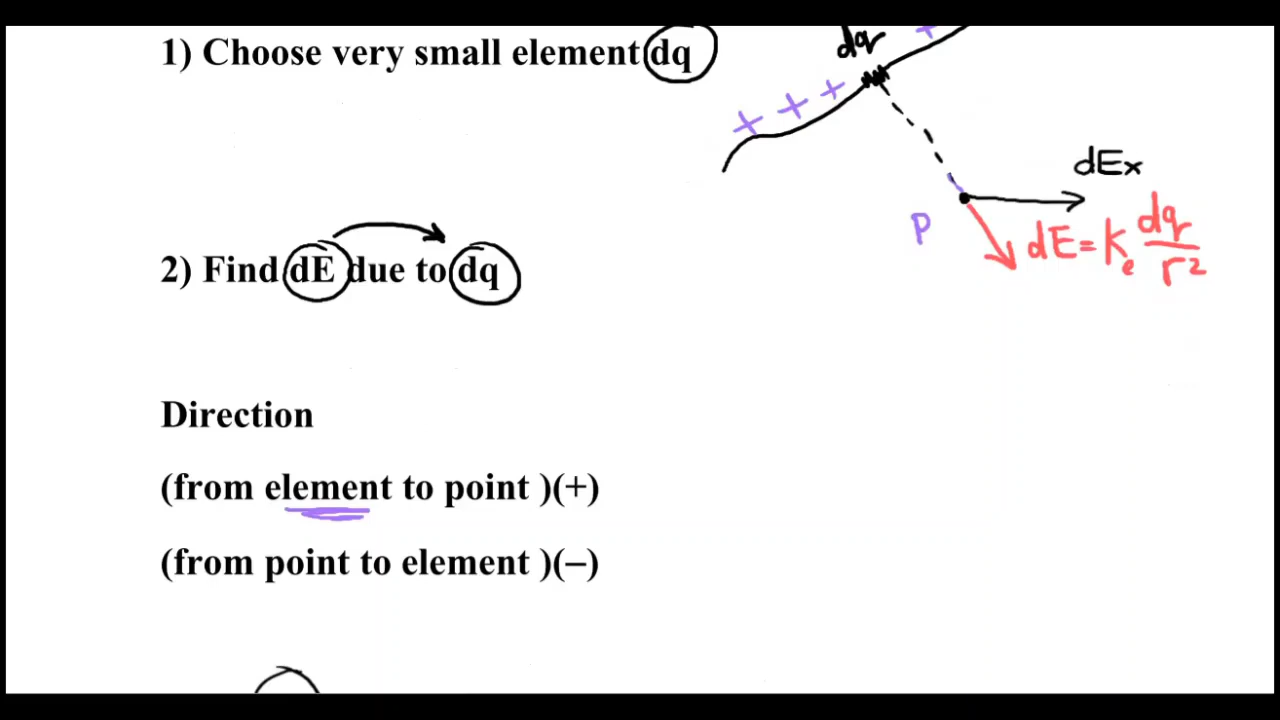 1) Choose very small element dq
dq
+ + + +
dEx
P
dE = Ke dq/r²
2) Find dE due to dq
Direction
(from element to point )(+)
(from point to element )(−)